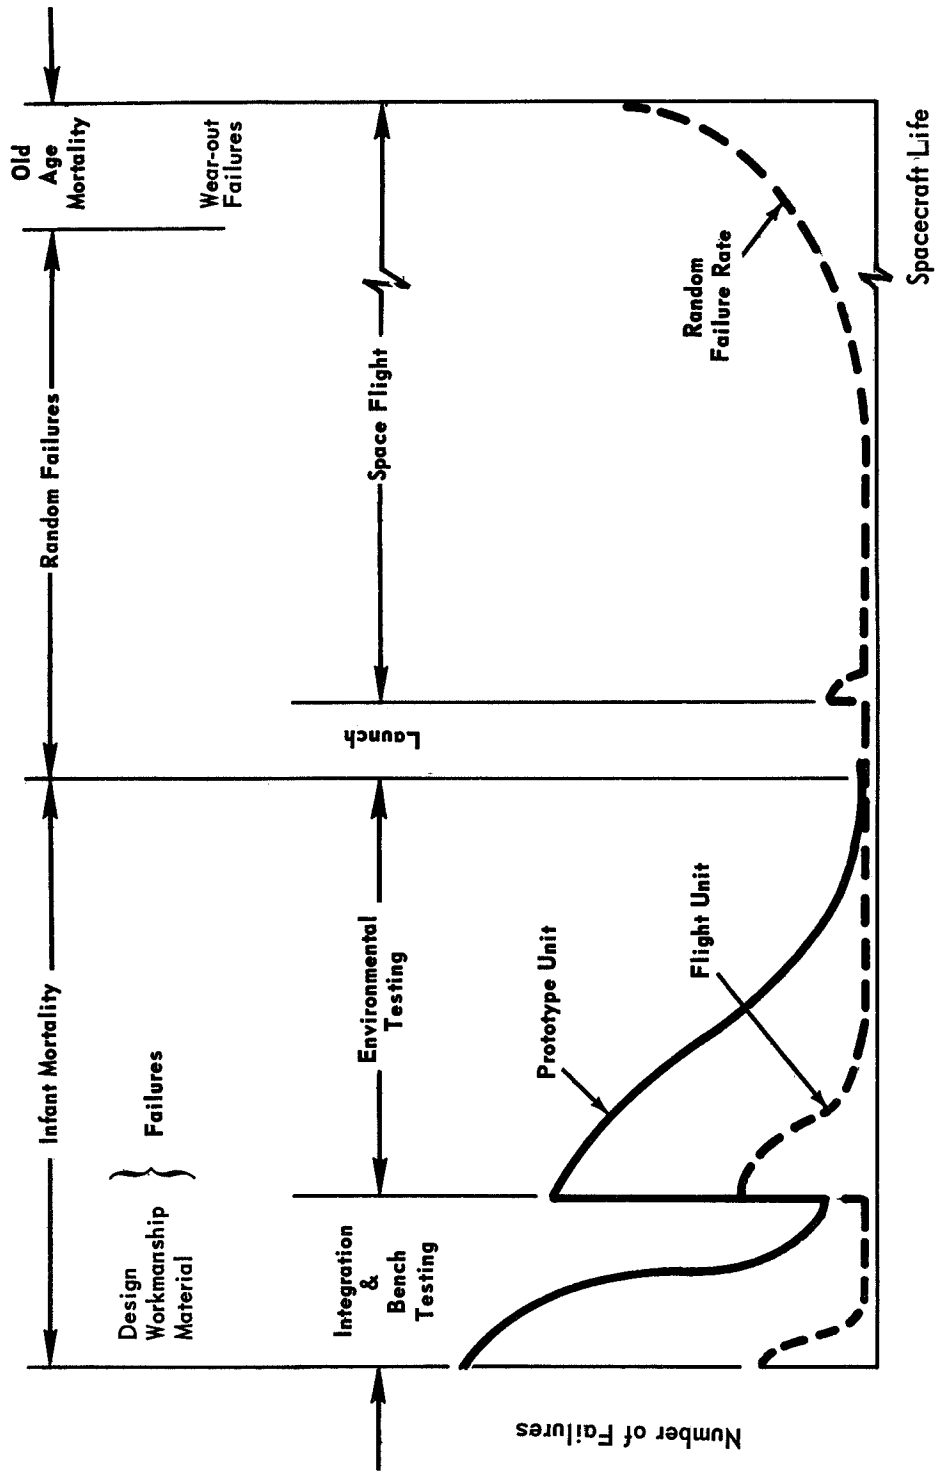 Infant Mortality
Random Failures
Old
Age
Mortality
Design
Workmanship
Material
Failures
Wear-out
Failures
Integration
&
Bench
Testing
Environmental
Testing
Launch
Space Flight
Prototype Unit
Flight Unit
Random
Failure Rate
Number of Failures
Spacecraft Life